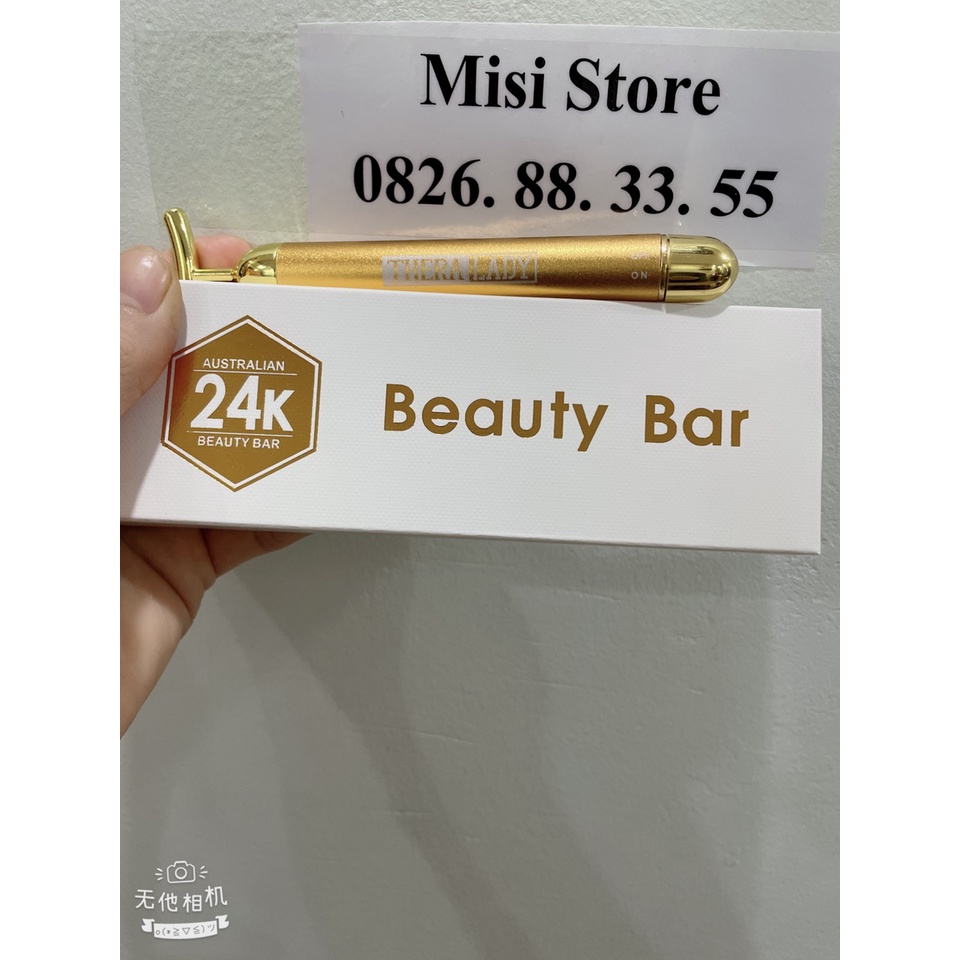 Misi Store
0826. 88. 33. 55
THERA LADY
ON
AUSTRALIAN
24K
BEAUTY BAR
Beauty Bar
无他相机